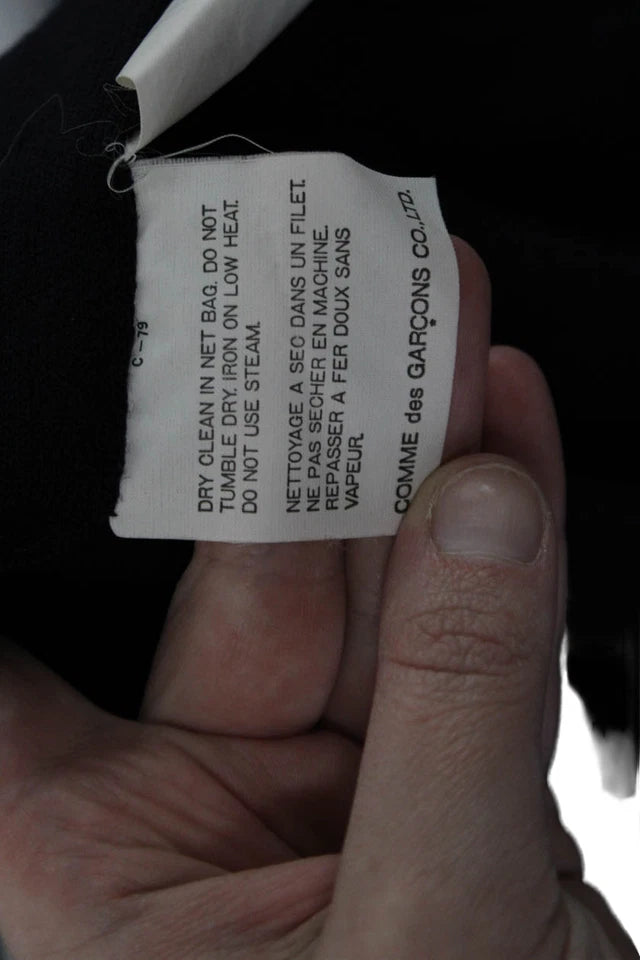 C-79
DRY CLEAN IN NET BAG. DO NOT
TUMBLE DRY. IRON ON LOW HEAT.
DO NOT USE STEAM.
NETTOYAGE A SEC DANS UN FILET.
NE PAS SECHER EN MACHINE.
REPASSER A FER DOUX SANS
VAPEUR.
COMME des GARÇONS CO.,LTD.